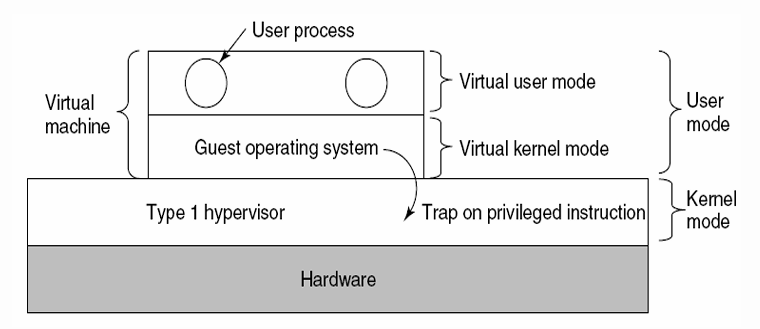 User process
Virtual user mode
Virtual
machine
User
mode
Guest operating system
Virtual kernel mode
Type 1 hypervisor
Trap on privileged instruction
Kernel
mode
Hardware